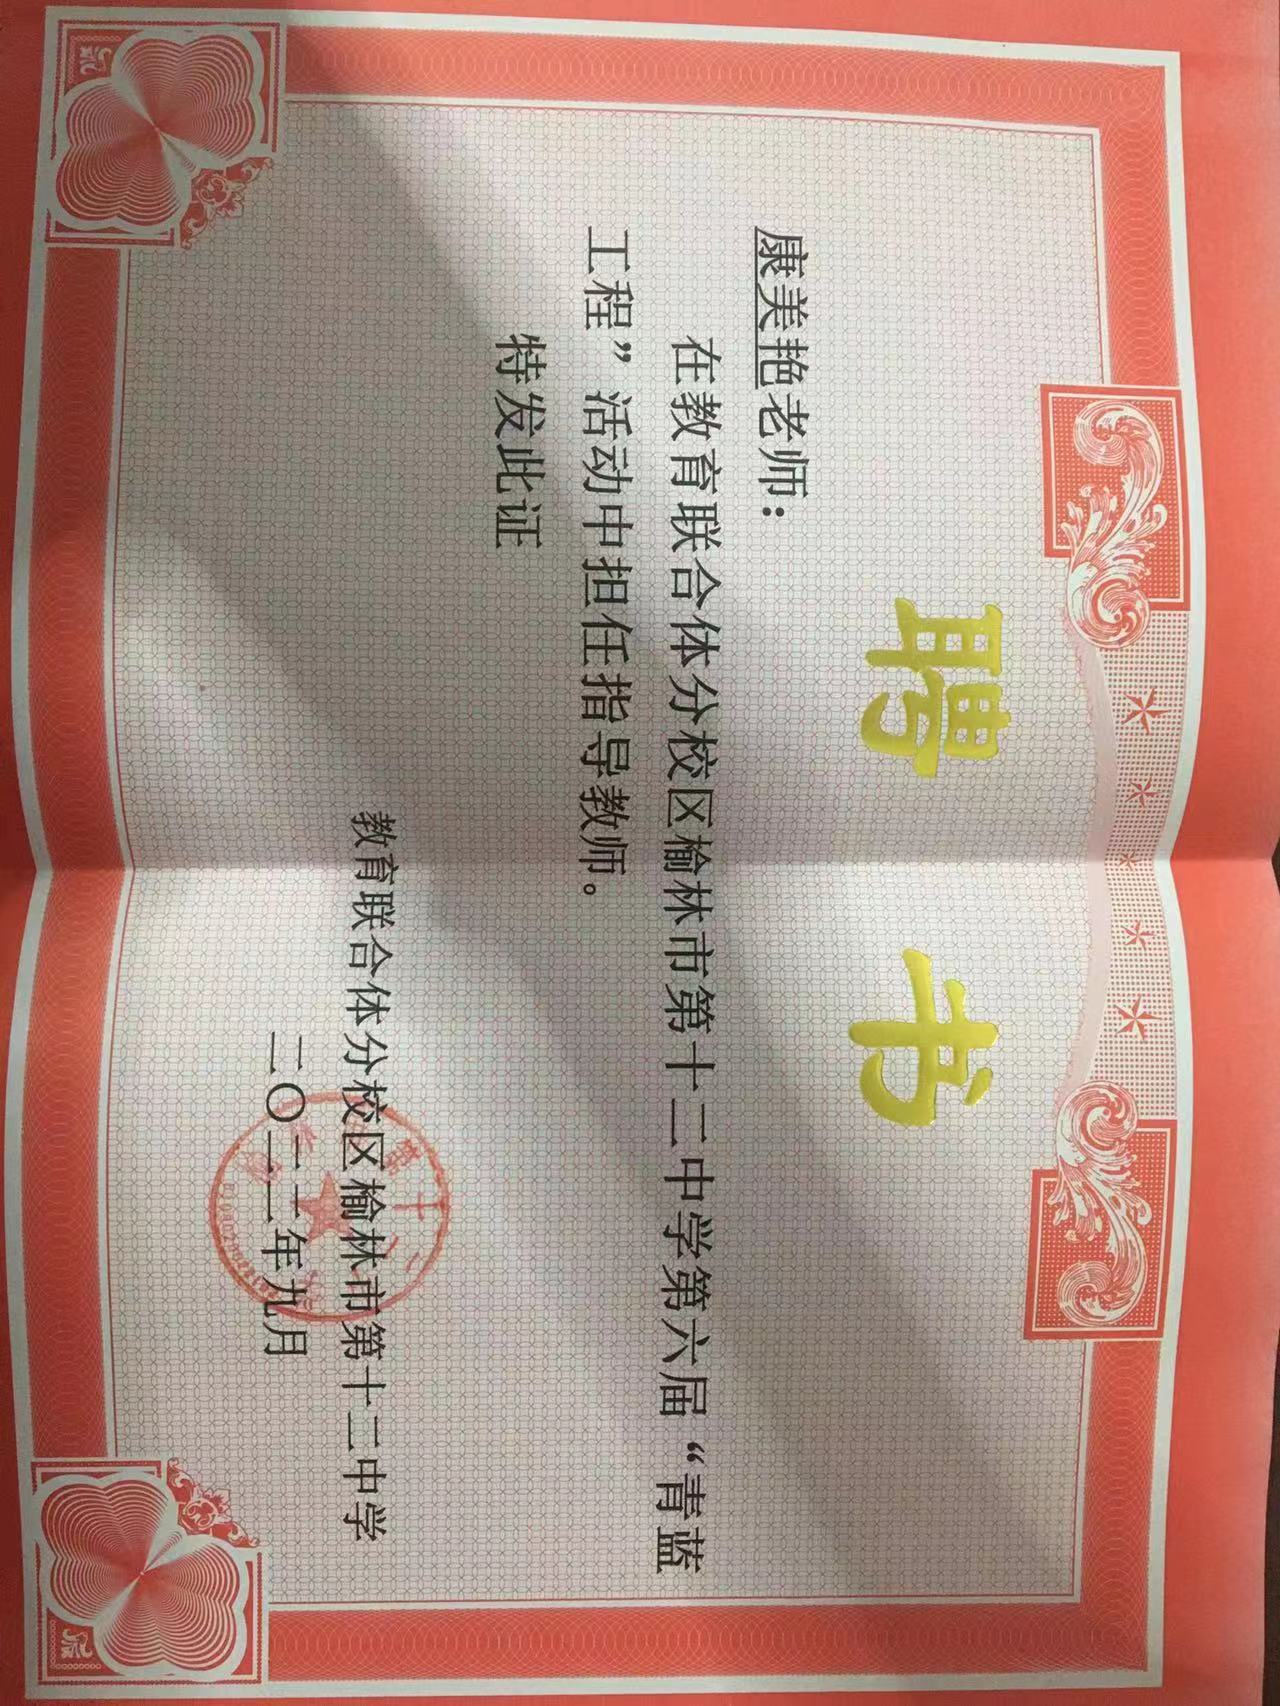 聘书
康美艳老师：
在教育联合体分校区榆林市第十二中学第六届“青蓝
工程”活动中担任指导教师。
特发此证
教育联合体分校区榆林市第十二中学
二〇二二年九月